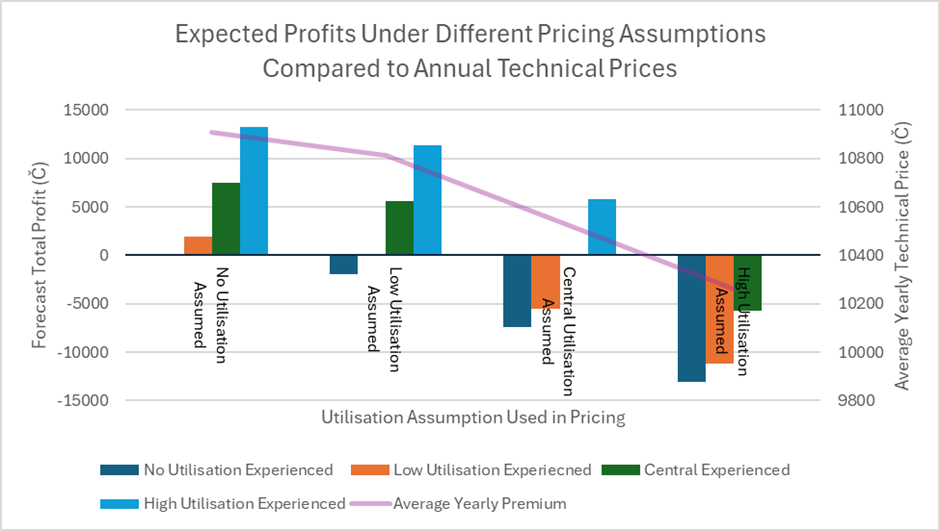 Expected Profits Under Different Pricing Assumptions
Compared to Annual Technical Prices
Forecast Total Profit (Č)
15000
10000
5000
0
-5000
-10000
-15000
11000
10800
10600
10400
10200
10000
9800
Average Yearly Technical Price (Č)
No Utilisation
Assumed
Low Utilisation
Assumed
Central Utilisation
Assumed
High Utilisation
Assumed
Utilisation Assumption Used in Pricing
No Utilisation Experienced
Low Utilisation Experiecned
Central Experienced
High Utilisation Experienced
Average Yearly Premium